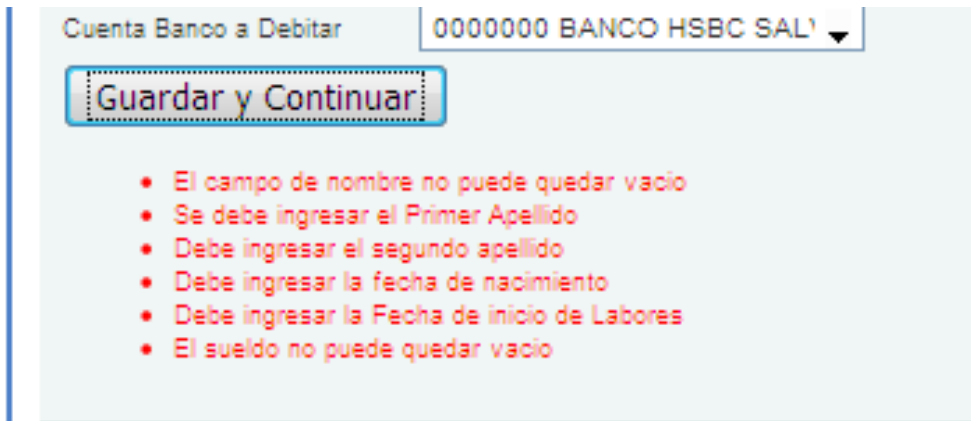 Cuenta Banco a Debitar 0000000 BANCO HSBC SALV
Guardar y Continuar
El campo de nombre no puede quedar vacio
Se debe ingresar el Primer Apellido
Debe ingresar el segundo apellido
Debe ingresar la fecha de nacimiento
Debe ingresar la Fecha de inicio de Labores
El sueldo no puede quedar vacio